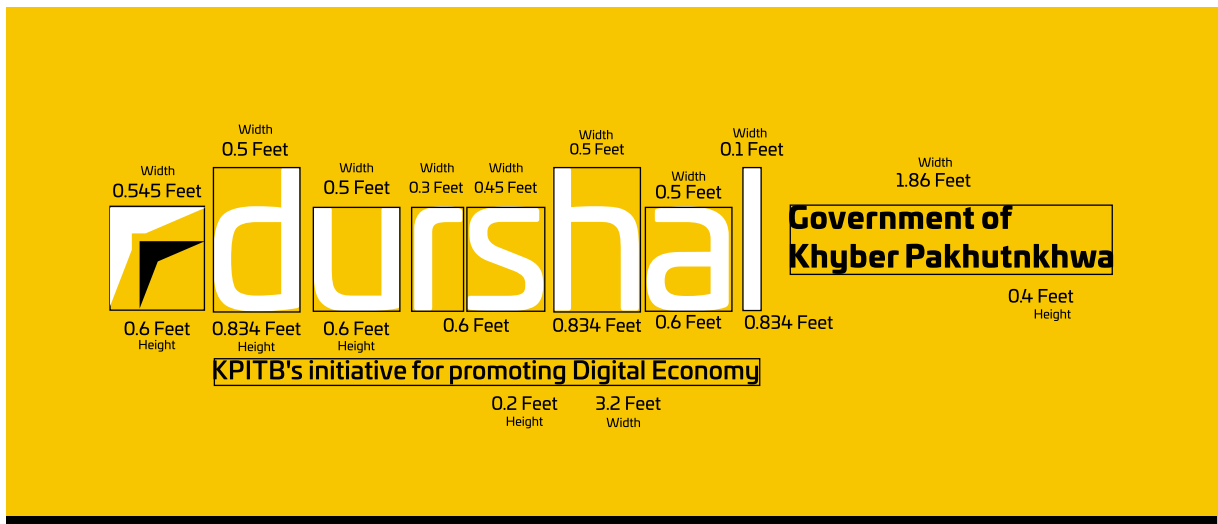 Width
0.5 Feet
Width
0.5 Feet
Width
0.1 Feet
Width
0.545 Feet
Width
0.5 Feet
Width
0.3 Feet
Width
0.45 Feet
Width
0.5 Feet
Width
1.86 Feet
durshal
Government of
Khyber Pakhutnkhwa
0.6 Feet
Height
0.834 Feet
Height
0.6 Feet
Height
0.6 Feet
0.834 Feet
0.6 Feet
0.834 Feet
0.4 Feet
Height
KPITB's initiative for promoting Digital Economy
0.2 Feet
Height
3.2 Feet
Width